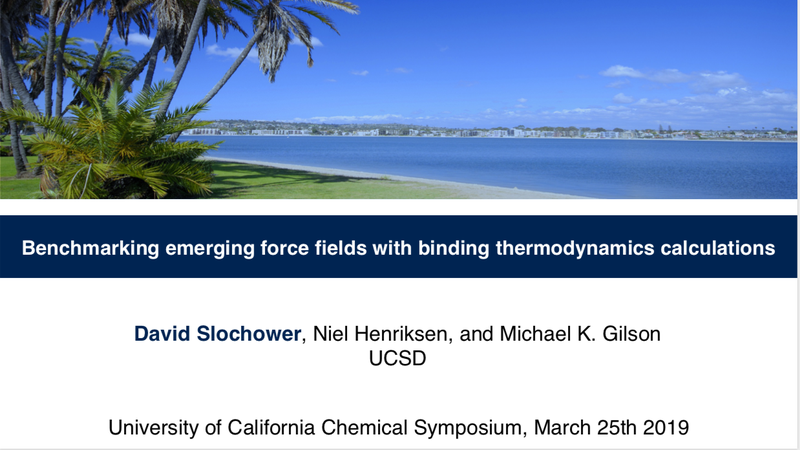 Benchmarking emerging force fields with binding thermodynamics calculations
David Slochower, Niel Henriksen, and Michael K. Gilson
UCSD
University of California Chemical Symposium, March 25th 2019